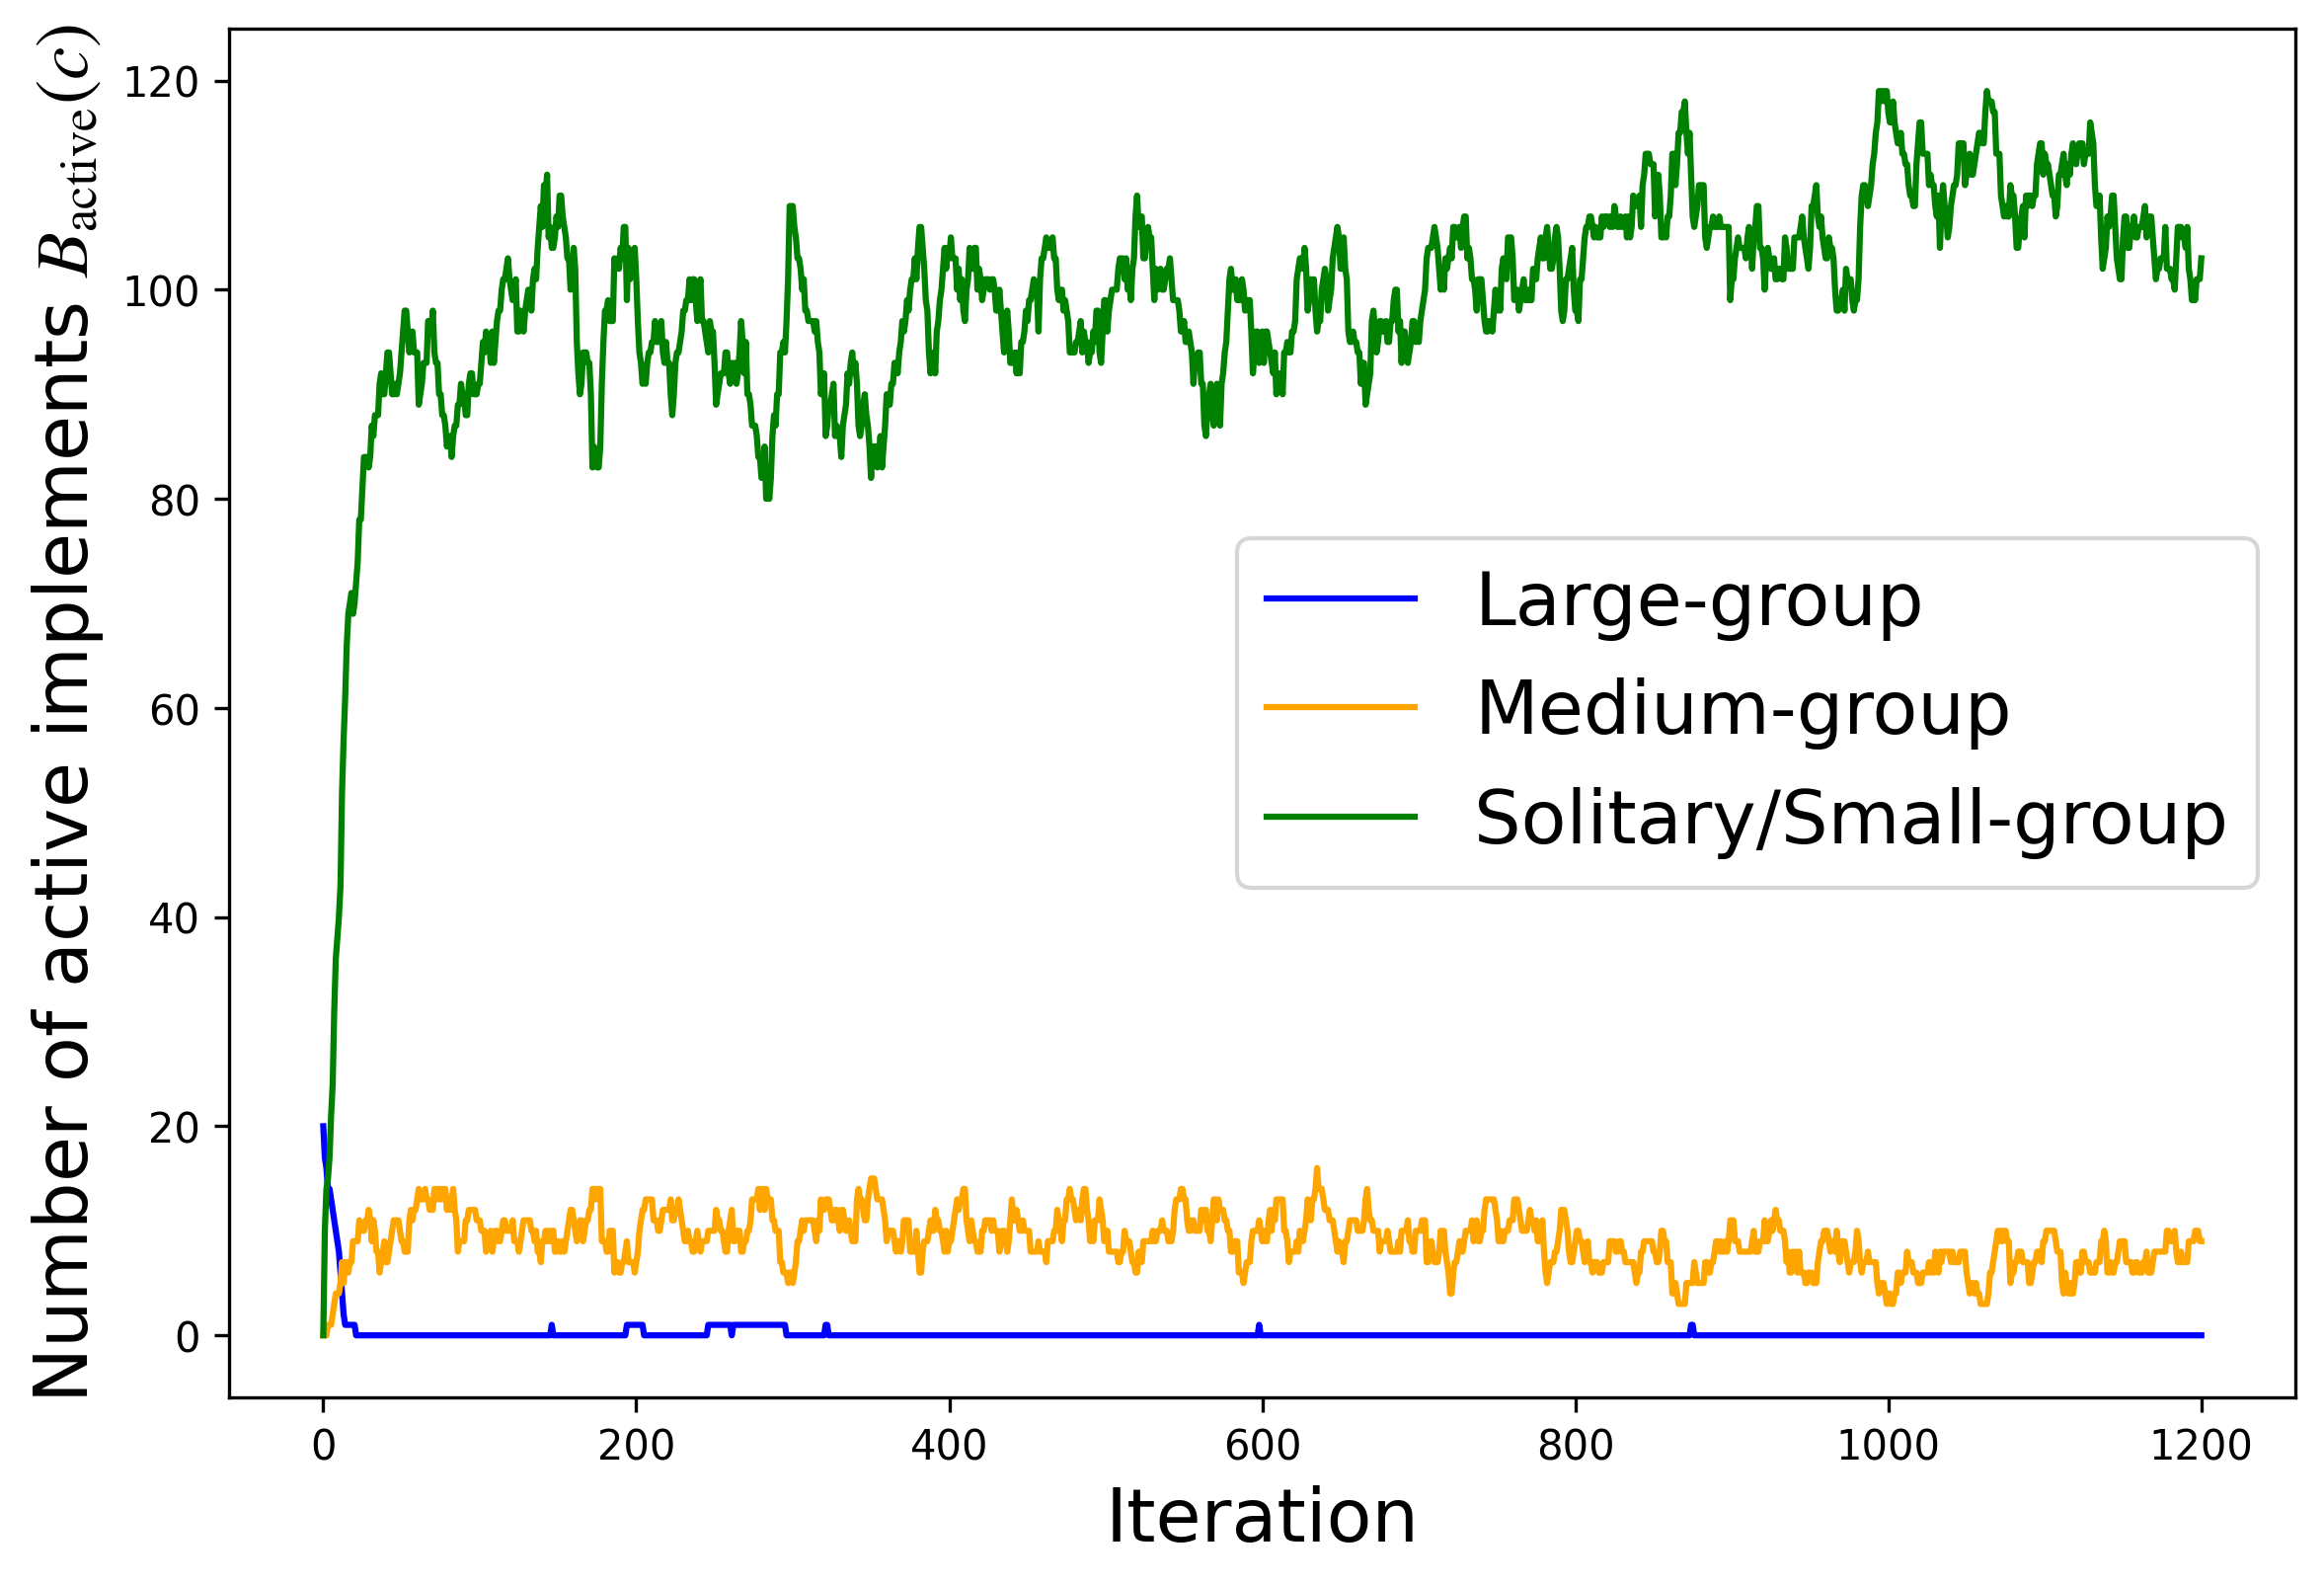 Number of active implements B_active(c)
120
100
80
60
40
20
0
Large-group
Medium-group
Solitary/Small-group
0 200 400 600 800 1000 1200
Iteration